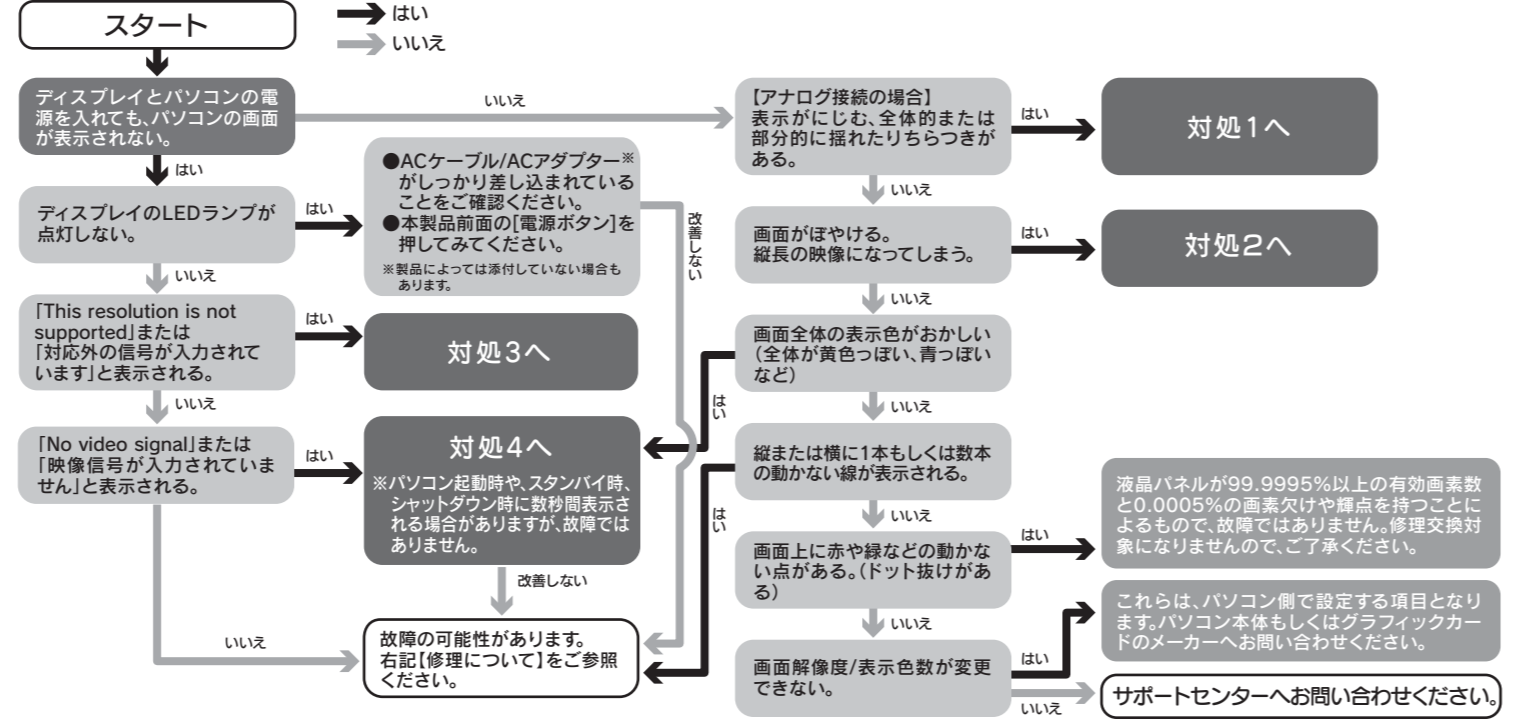 スタート
はい
いいえ
ディスプレイとパソコンの電
源を入れても、パソコンの画面
が表示されない。
いいえ
はい
ディスプレイのLEDランプが
点灯しない。
はい
●ACケーブル/ACアダプター※
がしっかり差し込まれている
ことをご確認ください。
●本製品前面の[電源ボタン]を
押してみてください。
※製品によっては添付していない場合も
あります。
改善しない
いいえ
「This resolution is not
supported」または
「対応外の信号が入力されて
います」と表示される。
はい
対処3へ
いいえ
「No video signal」または
「映像信号が入力されていま
せん」と表示される。
はい
対処4へ
※パソコン起動時や、スタンバイ時、
シャットダウン時に数秒間表示さ
れる場合がありますが、故障では
ありません。
改善しない
いいえ
故障の可能性があります。
右記【修理について】をご参照
ください。
【アナログ接続の場合】
表示がにじむ、全体的または
部分的に揺れたりちらつきが
ある。
はい
対処1へ
いいえ
画面がぼやける。
縦長の映像になってしまう。
はい
対処2へ
いいえ
画面全体の表示色がおかしい
(全体が黄色っぽい、青っぽい
など)
はい
いいえ
縦または横に1本もしくは数本
の動かない線が表示される。
はい
いいえ
画面上に赤や緑などの動かな
い点がある。(ドット抜けがあ
る)
はい
液晶パネルが99.9995%以上の有効画素数
と0.0005%の画素欠けや輝点を持つことに
よるもので、故障ではありません。修理交換対
象になりませんので、ご了承ください。
いいえ
画面解像度/表示色数が変更
できない。
はい
これらは、パソコン側で設定する項目となり
ます。パソコン本体もしくはグラフィックカー
ドのメーカーへお問い合わせください。
いいえ
サポートセンターへお問い合わせください。